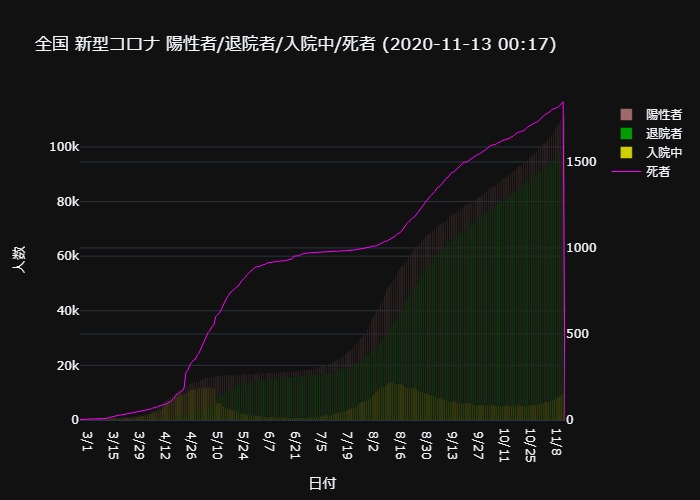 全国 新型コロナ 陽性者/退院者/入院中/死者 (2020-11-13 00:17)
陽性者
退院者
入院中
死者
100k
80k
60k
40k
20k
0
1500
1000
500
0
人数
3/1
3/15
3/29
4/12
4/26
5/10
5/24
6/7
6/21
7/5
7/19
8/2
8/16
8/30
9/13
9/27
10/11
10/25
11/8
日付